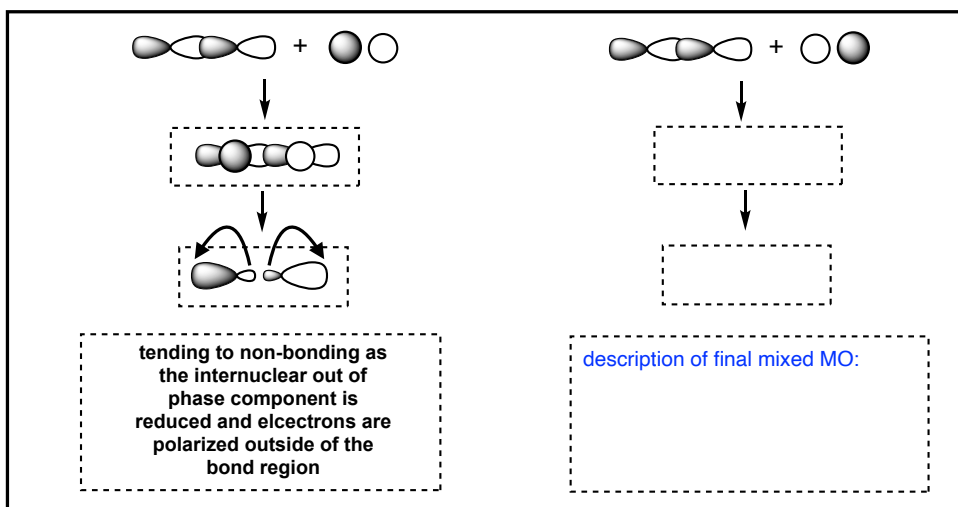 +
+
tending to non-bonding as
the internuclear out of
phase component is
reduced and elcectrons are
polarized outside of the
bond region
description of final mixed MO: